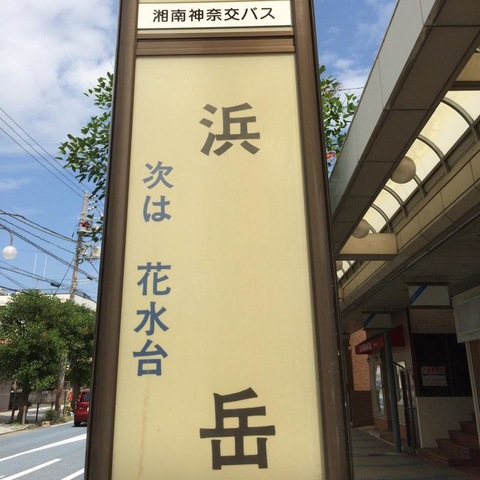 湘南神奈交バス
浜岳
次は 花水台